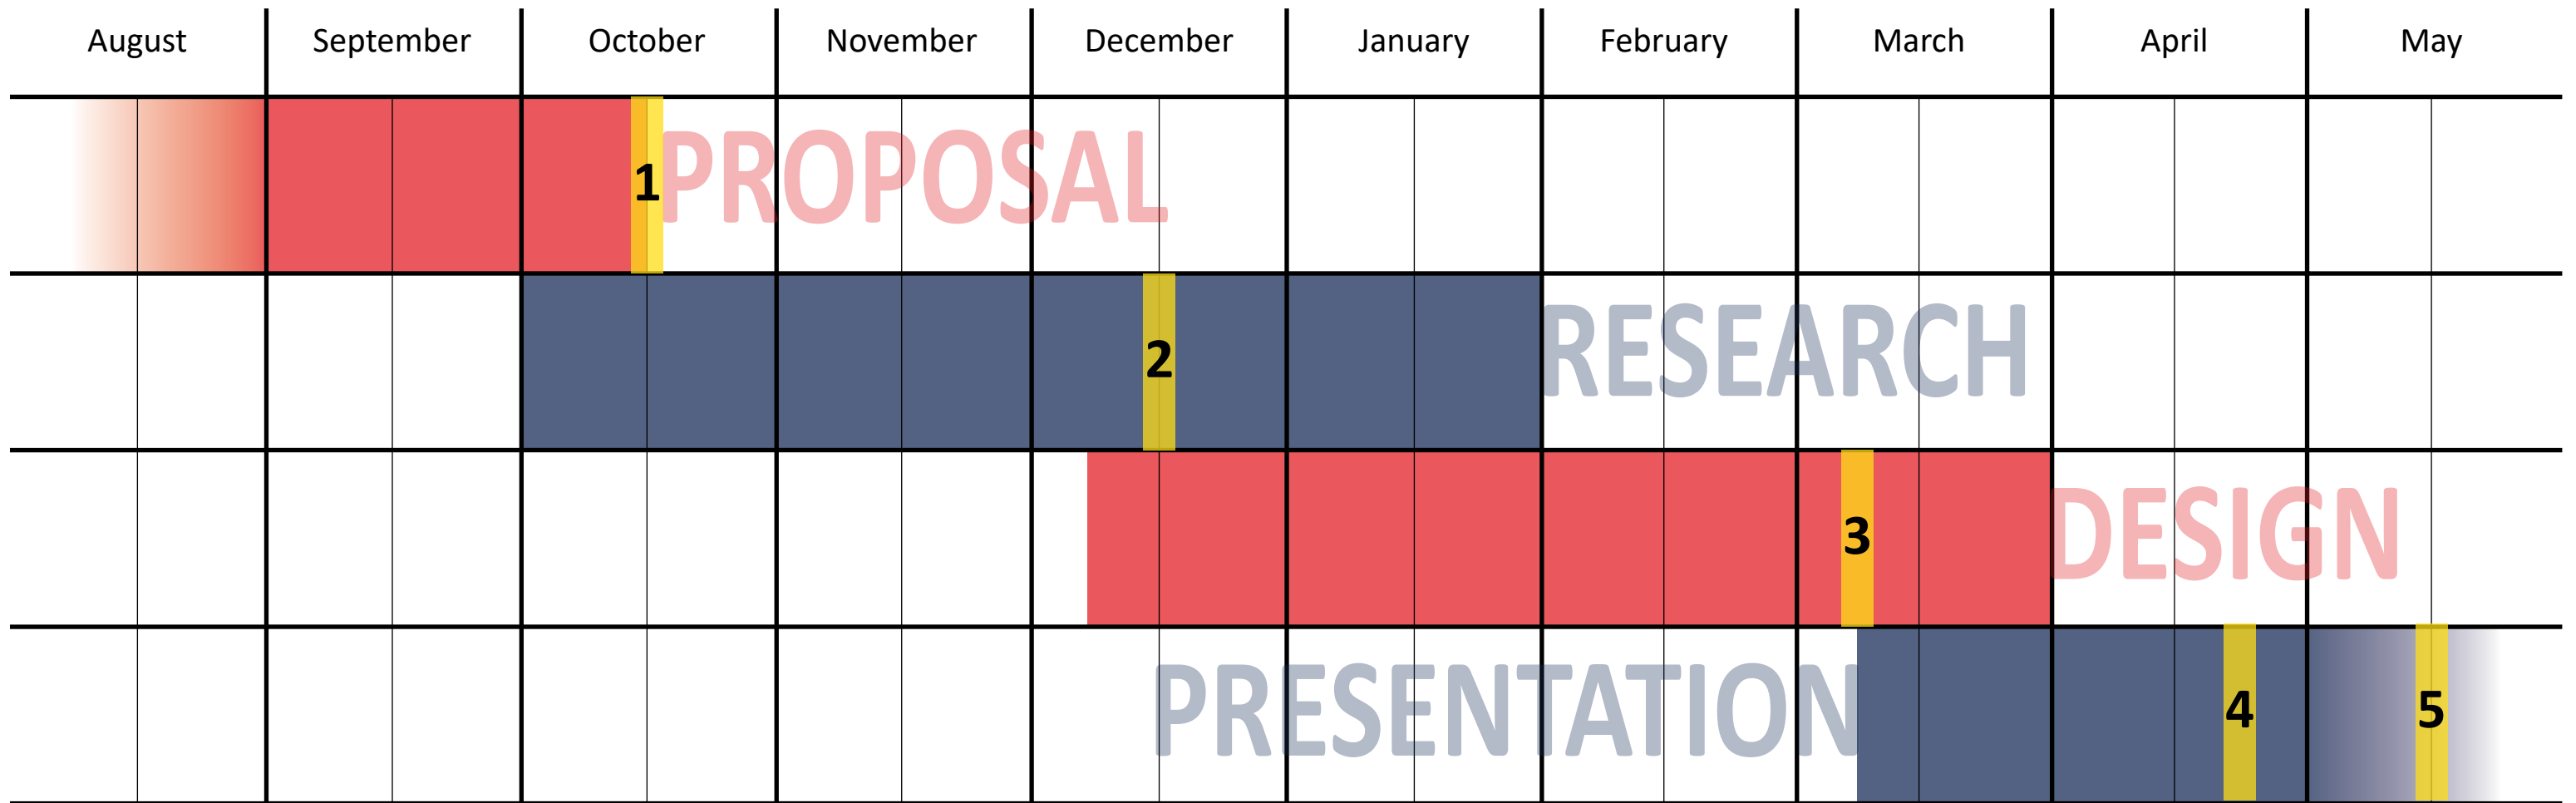 August September October November December January February March April May
1 PROPOSAL
2 RESEARCH
3 DESIGN
PRESENTATION 4 5